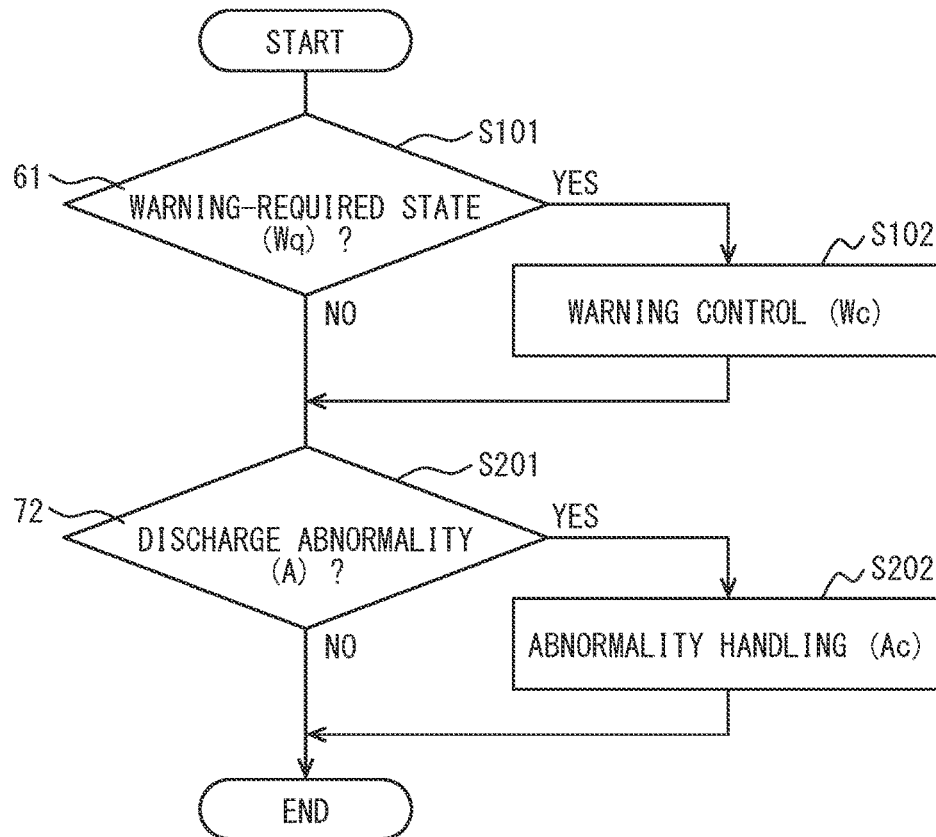 START
S101
61
WARNING-REQUIRED STATE
(Wq) ?
YES
S102
WARNING CONTROL (Wc)
NO
S201
72
DISCHARGE ABNORMALITY
(A) ?
YES
S202
ABNORMALITY HANDLING (Ac)
NO
END